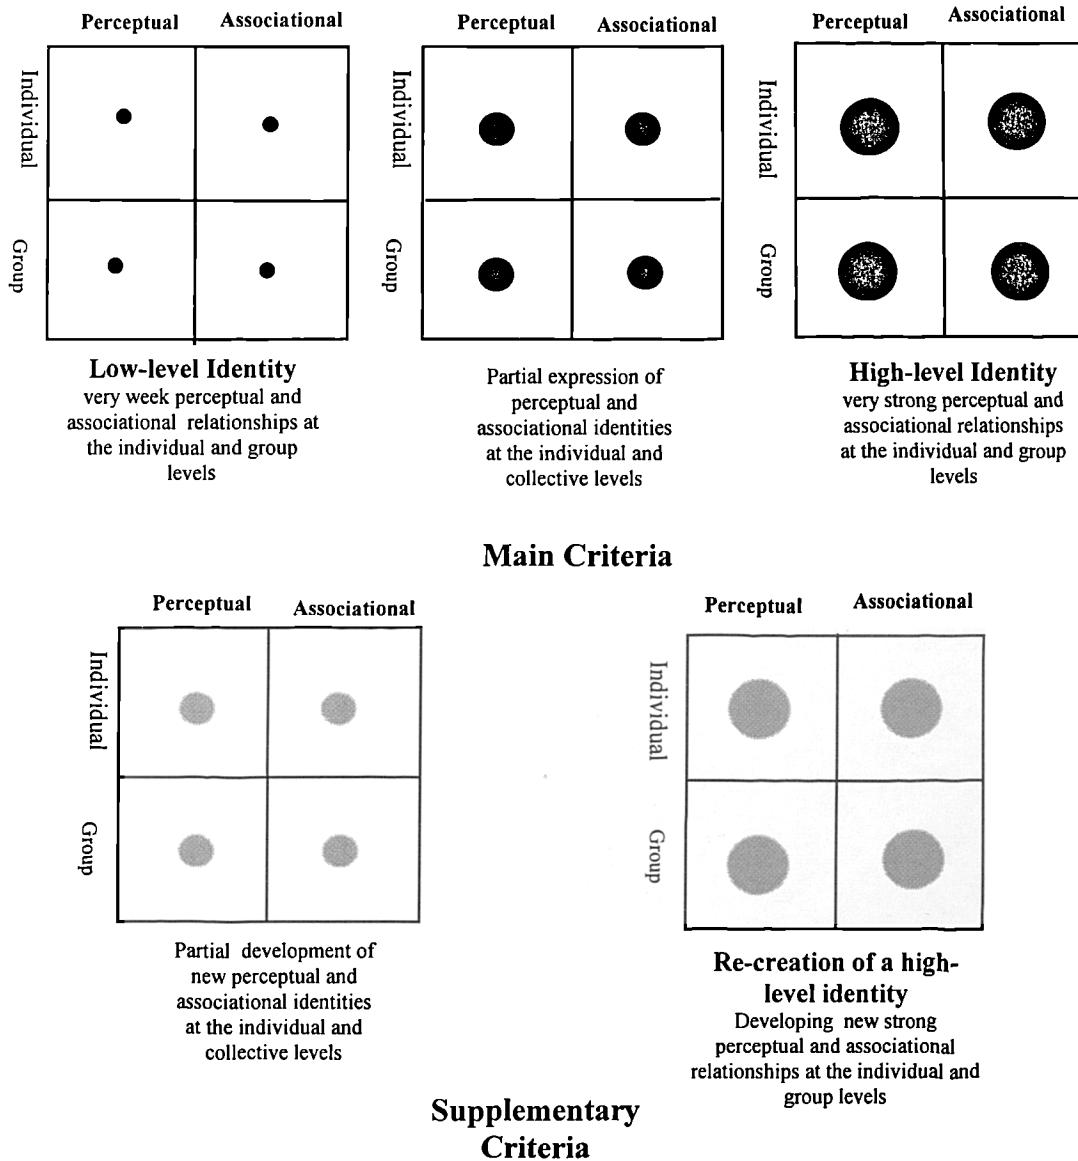 Perceptual Associational
Individual
Group
Low-level Identity
very week perceptual and
associational relationships at
the individual and group
levels
Perceptual Associational
Individual
Group
Partial expression of
perceptual and
associational identities
at the individual and
collective levels
Perceptual Associational
Individual
Group
High-level Identity
very strong perceptual and
associational relationships
at the individual and group
levels
Main Criteria
Perceptual Associational
Individual
Group
Partial development of
new perceptual and
associational identities
at the individual and
collective levels
Perceptual Associational
Individual
Group
Re-creation of a high-
level identity
Developing new strong
perceptual and associational
relationships at the individual and
group levels
Supplementary
Criteria